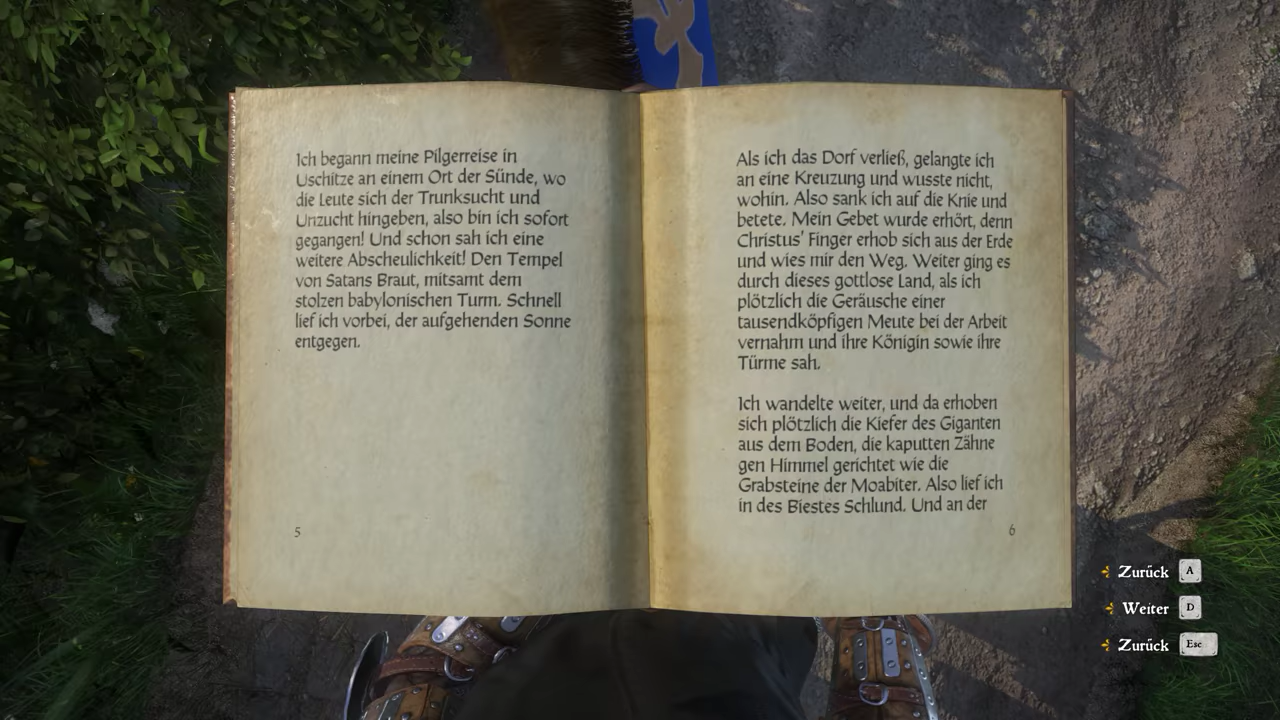 Ich begann meine Pilgerreise in
Uschitze an einem Ort der Sünde, wo
die Leute sich der Trunksucht und
Unzucht hingeben, also bin ich sofort
gegangen! Und schon sah ich eine
weitere Abscheulichkeit! Den Tempel
von Satans Braut, mitsamt dem
stolzen babylonischen Turm. Schnell
lief ich vorbei, der aufgehenden Sonne
entgegen.
5
Als ich das Dorf verließ, gelangte ich
an eine Kreuzung und wusste nicht,
wohin. Also sank ich auf die Knie und
betete. Mein Gebet wurde erhört, denn
Christus' Finger erhob sich aus der Erde
und wies mir den Weg. Weiter ging es
durch dieses gottlose Land, als ich
plötzlich die Geräusche einer
tausendköpfigen Meute bei der Arbeit
vernahm und ihre Königin sowie ihre
Türme sah.
Ich wandelte weiter, und da erhoben
sich plötzlich die Kiefer des Giganten
aus dem Boden, die kaputten Zähne
gen Himmel gerichtet wie die
Grabsteine der Moabiter. Also lief ich
in des Biestes Schlund. Und an der
6
Zurück A
Weiter D
Zurück Esc